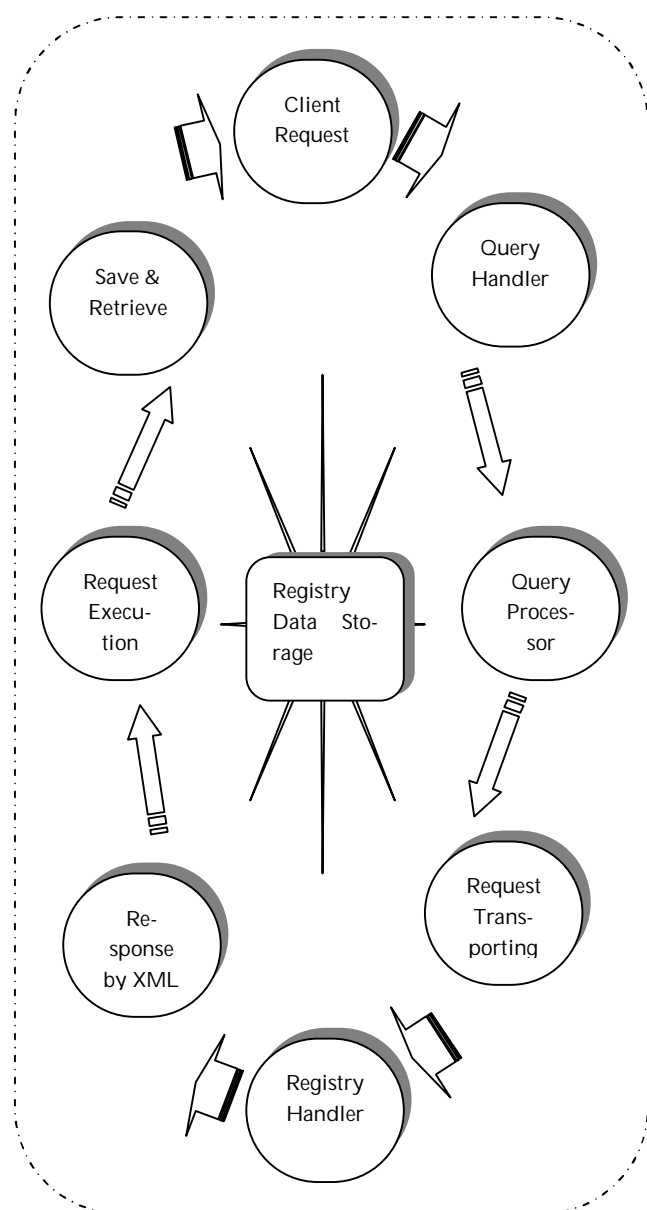 Client
Request
Query
Handler
Save &
Retrieve
Request
Execu-
tion
Registry
Data Sto-
rage
Query
Proces-
sor
Request
Trans-
porting
Re-
sponse
by XML
Registry
Handler